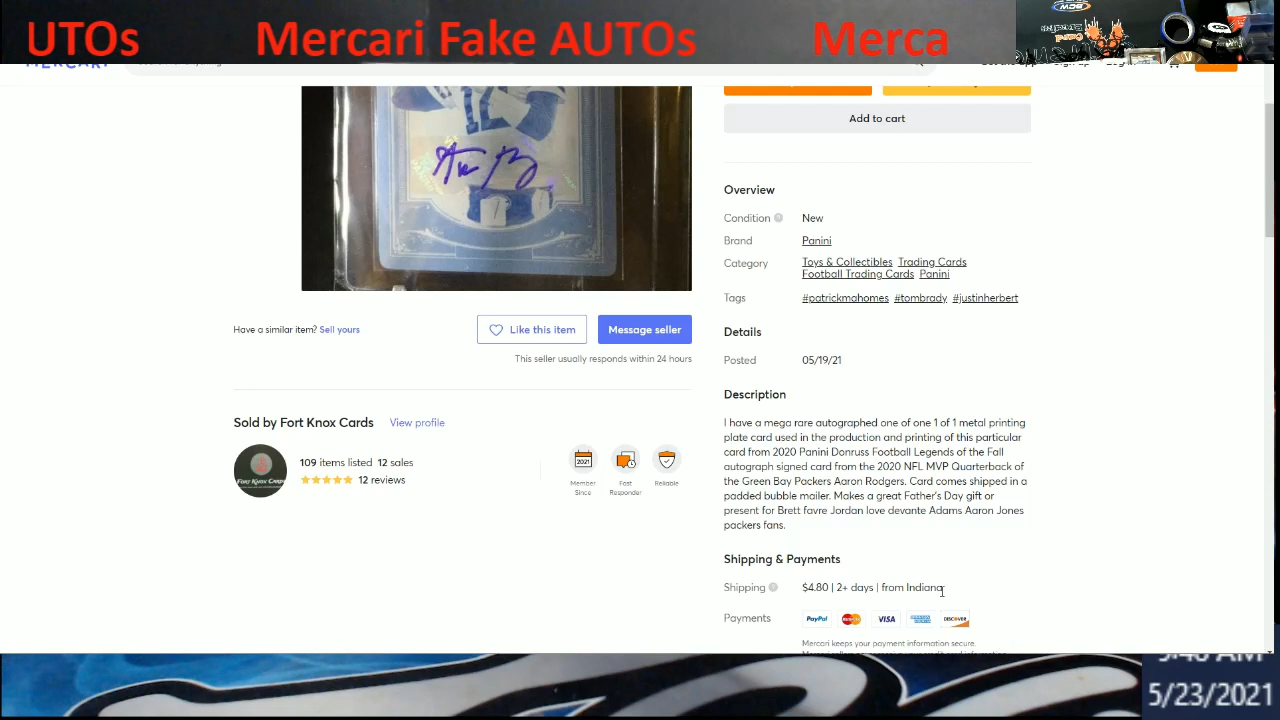 UTOs Mercari Fake AUTOs Merca
Add to cart
12
Overview
Condition New
Brand Panini
Category Toys & Collectibles Trading Cards
Football Trading Cards Panini
Tags #patrickmahomes #tombrady #justinherbert
Have a similar item? Sell yours
Like this item
Message seller
This seller usually responds within 24 hours
Details
Posted 05/19/21
Description
I have a mega rare autographed one of one 1 of 1 metal printing
plate card used in the production and printing of this particular
card from 2020 Panini Donruss Football Legends of the Fall
autograph signed card from the 2020 NFL MVP Quarterback of
the Green Bay Packers Aaron Rodgers. Card comes shipped in a
padded bubble mailer. Makes a great Father's Day gift or
present for Brett favre Jordan love devante Adams Aaron Jones
packers fans.
Sold by Fort Knox Cards View profile
109 items listed 12 sales
12 reviews
2021
Member
Since
Fast
Responder
Reliable
FORT KNOX CARDS
Shipping & Payments
Shipping $4.80 | 2+ days | from Indiana
Payments PayPal VISA DISCOVER
Mercari keeps your payment information secure.
5/23/2021